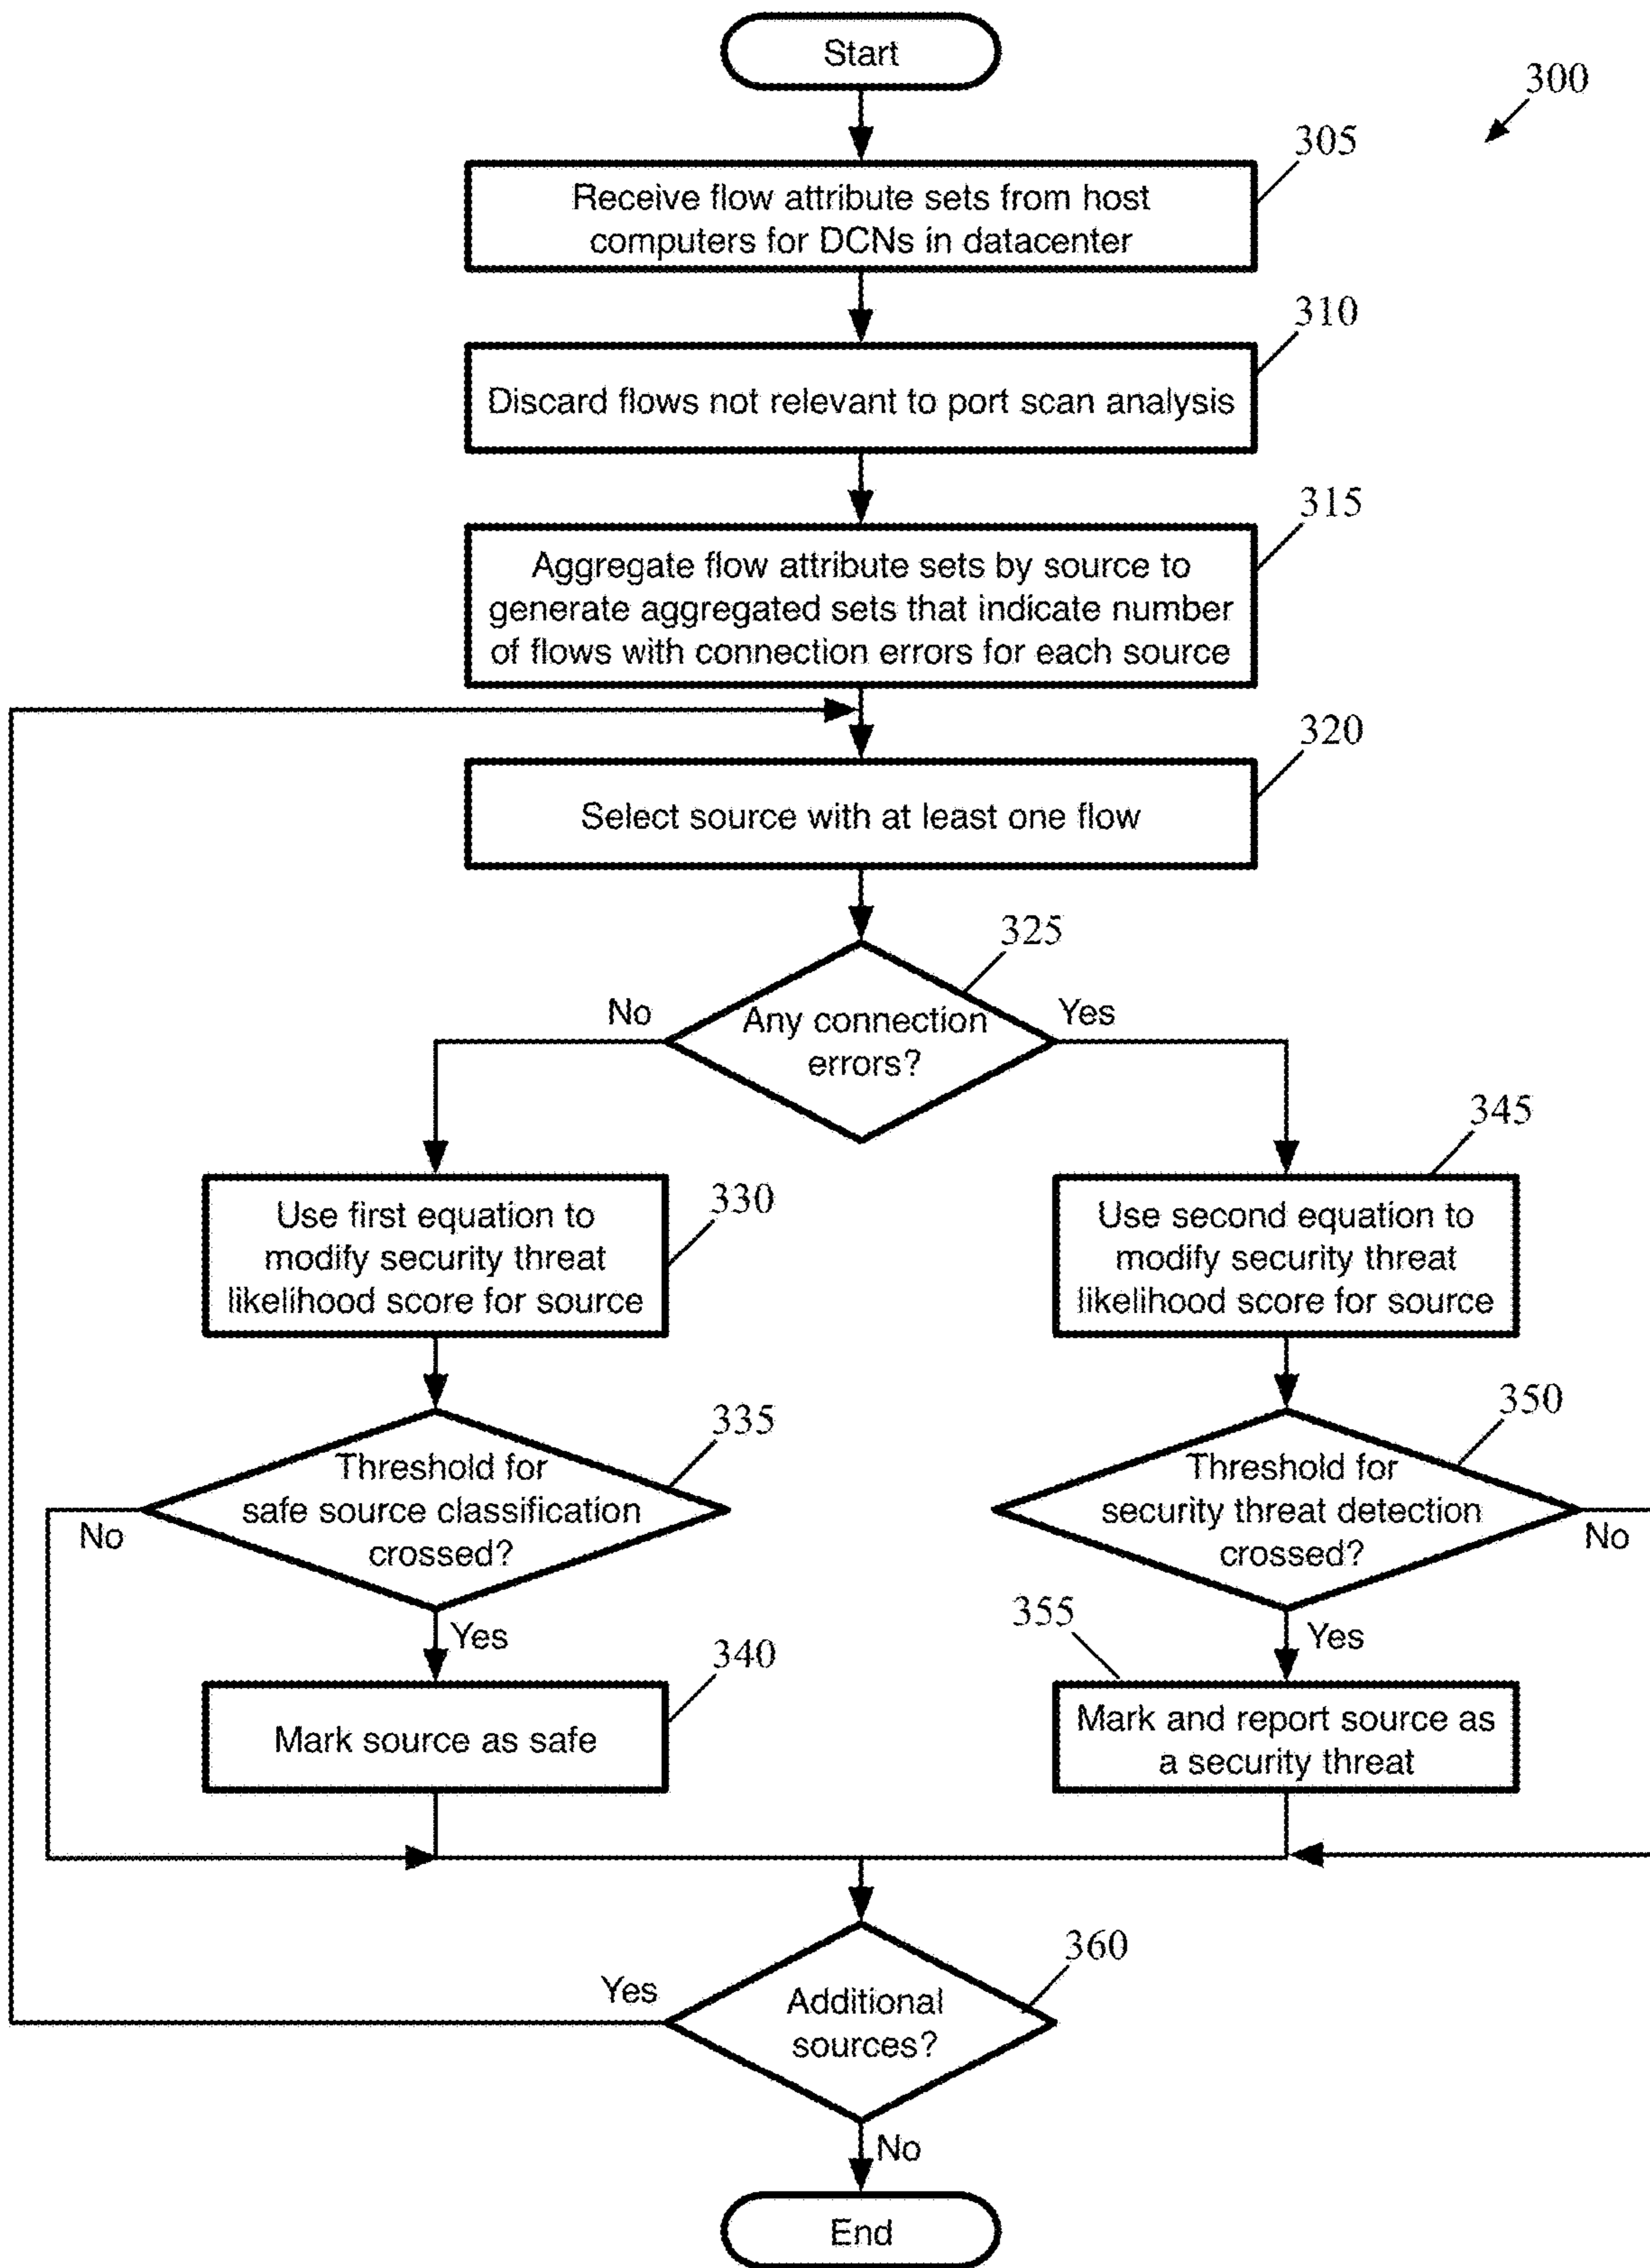 Start
300
305
Receive flow attribute sets from host
computers for DCNs in datacenter
310
Discard flows not relevant to port scan analysis
315
Aggregate flow attribute sets by source to
generate aggregated sets that indicate number
of flows with connection errors for each source
320
Select source with at least one flow
325
No
Any connection
errors?
Yes
330
Use first equation to
modify security threat
likelihood score for source
345
Use second equation to
modify security threat
likelihood score for source
335
Threshold for
safe source classification
crossed?
No
Yes
350
Threshold for
security threat detection
crossed?
No
Yes
340
Mark source as safe
355
Mark and report source as
a security threat
360
Yes
Additional
sources?
No
End